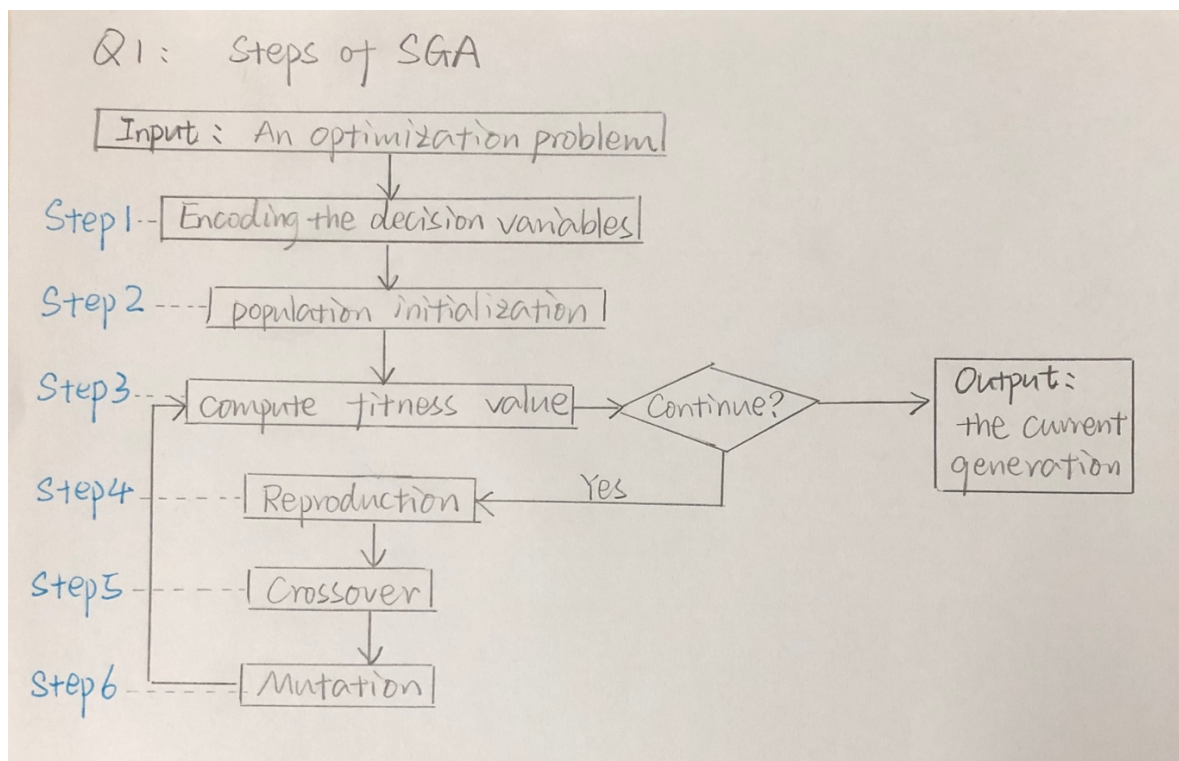 Q1: Steps of SGA
Input: An optimization problem
Step1 Encoding the decision variables
Step2 population initialization
Step3 compute fitness value
Continue?
Output:
the current
generation
Step4 Reproduction
Yes
Step5 Crossover
Step6 Mutation